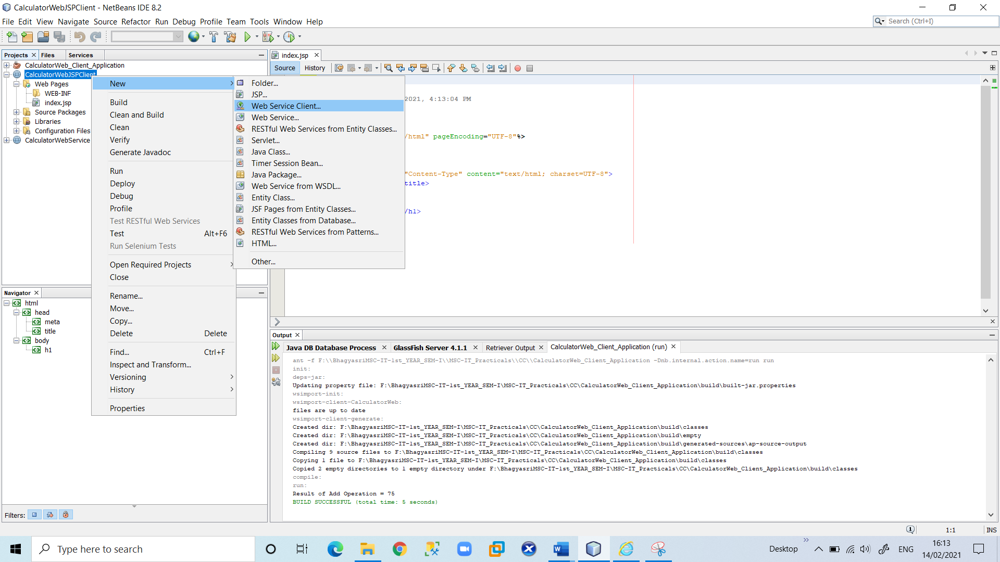 CalculatorWebJSPClient - NetBeans IDE 8.2
File Edit View Navigate Source Refactor Run Debug Profile Team Tools Window Help
Search (Ctrl+I)
Projects Files Services
CalculatorWeb_Client_Application
CalculatorWebJSPClient
Web Pages
WEB-INF
index.jsp
Source Packages
Libraries
Configuration Files
CalculatorWebService
New
Build
Clean and Build
Clean
Verify
Generate Javadoc
Run
Deploy
Debug
Profile
Test RESTful Web Services
Test Alt+F6
Run Selenium Tests
Open Required Projects
Close
Rename...
Move...
Copy...
Delete Delete
Find... Ctrl+F
Inspect and Transform...
Versioning
History
Properties
Folder...
JSP...
Web Service Client...
Web Service...
RESTful Web Services from Entity Classes...
Servlet...
Java Class...
Timer Session Bean...
Java Package...
Web Service from WSDL...
Entity Class...
JSF Pages from Entity Classes...
Entity Classes from Database...
RESTful Web Services from Patterns...
HTML...
Other...
index.jsp
Source History
2021, 4:13:04 PM
/html" pageEncoding="UTF-8"%>
"Content-Type" content="text/html; charset=UTF-8">
title>
/h1>
Navigator
html
head
meta
title
body
h1
Filters:
Output
Java DB Database Process GlassFish Server 4.1.1 Retriever Output CalculatorWeb_Client_Application (run)
ant -f F:\\BhagyasriMSC-IT-1st_YEAR_SEM-I\\MSC-IT_Practicals\\CC\\CalculatorWeb_Client_Application -Dnb.internal.action.name=run run
init:
deps-jar:
Updating property file: F:\BhagyasriMSC-IT-1st_YEAR_SEM-I\MSC-IT_Practicals\CC\CalculatorWeb_Client_Application\build\built-jar.properties
wsimport-init:
wsimport-client-CalculatorWeb:
files are up to date
wsimport-client-generate:
Created dir: F:\BhagyasriMSC-IT-1st_YEAR_SEM-I\MSC-IT_Practicals\CC\CalculatorWeb_Client_Application\build\classes
Created dir: F:\BhagyasriMSC-IT-1st_YEAR_SEM-I\MSC-IT_Practicals\CC\CalculatorWeb_Client_Application\build\empty
Created dir: F:\BhagyasriMSC-IT-1st_YEAR_SEM-I\MSC-IT_Practicals\CC\CalculatorWeb_Client_Application\build\generated-sources\ap-source-output
Compiling 9 source files to F:\BhagyasriMSC-IT-1st_YEAR_SEM-I\MSC-IT_Practicals\CC\CalculatorWeb_Client_Application\build\classes
Copying 1 file to F:\BhagyasriMSC-IT-1st_YEAR_SEM-I\MSC-IT_Practicals\CC\CalculatorWeb_Client_Application\build\classes
Copied 2 empty directories to 1 empty directory under F:\BhagyasriMSC-IT-1st_YEAR_SEM-I\MSC-IT_Practicals\CC\CalculatorWeb_Client_Application\build\classes
compile:
run:
Result of Add Operation = 75
BUILD SUCCESSFUL (total time: 5 seconds)
1:1 INS
Type here to search
Desktop
ENG
16:13
14/02/2021